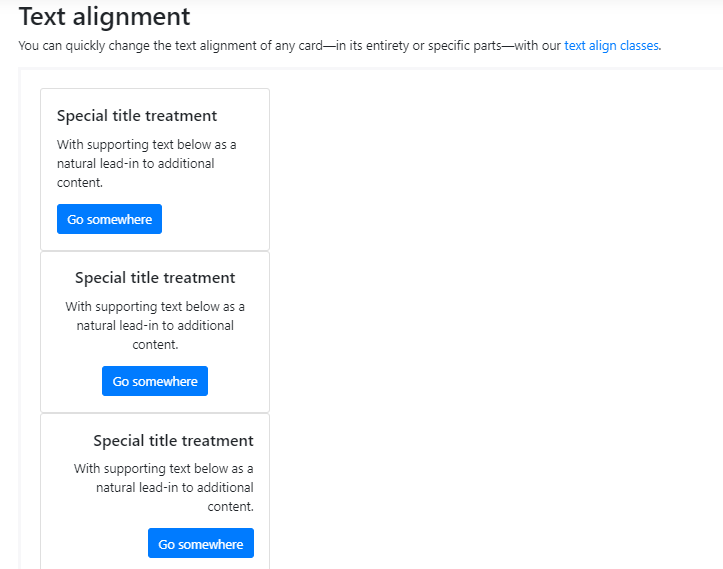 Text alignment
You can quickly change the text alignment of any card—in its entirety or specific parts—with our text align classes.
Special title treatment
With supporting text below as a
natural lead-in to additional
content.
Go somewhere
Special title treatment
With supporting text below as a
natural lead-in to additional
content.
Go somewhere
Special title treatment
With supporting text below as a
natural lead-in to additional
content.
Go somewhere